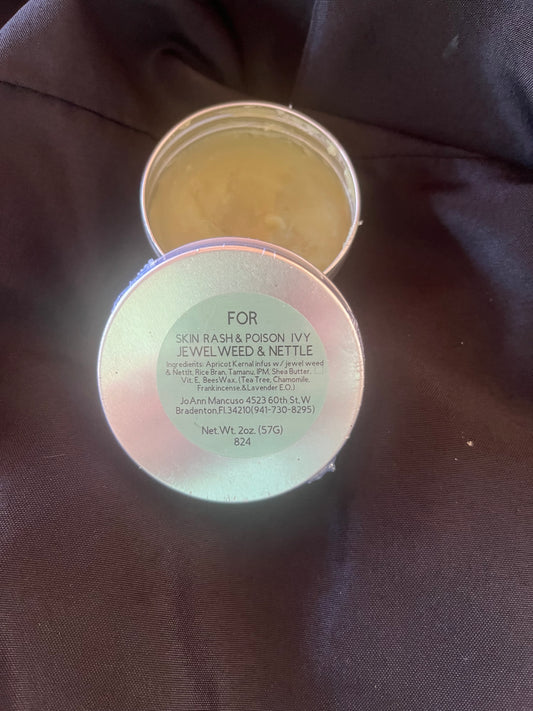 FOR
SKIN RASH & POISON IVY
JEWELWEED & NETTLE
Ingredients: Apricot Kernal infus w/ jewel weed
& Nettlt; Rice Bran, Tamanu, IPM, Shea Butter,
Vit. E, BeesWax, (Tea Tree, Chamomile,
Frankincense,&Lavender E.O.)
JoAnn Mancuso 4523 60th St,W
Bradenton,Fl.34210(941-730-8295)
Net.Wt. 2oz. (57G)
824